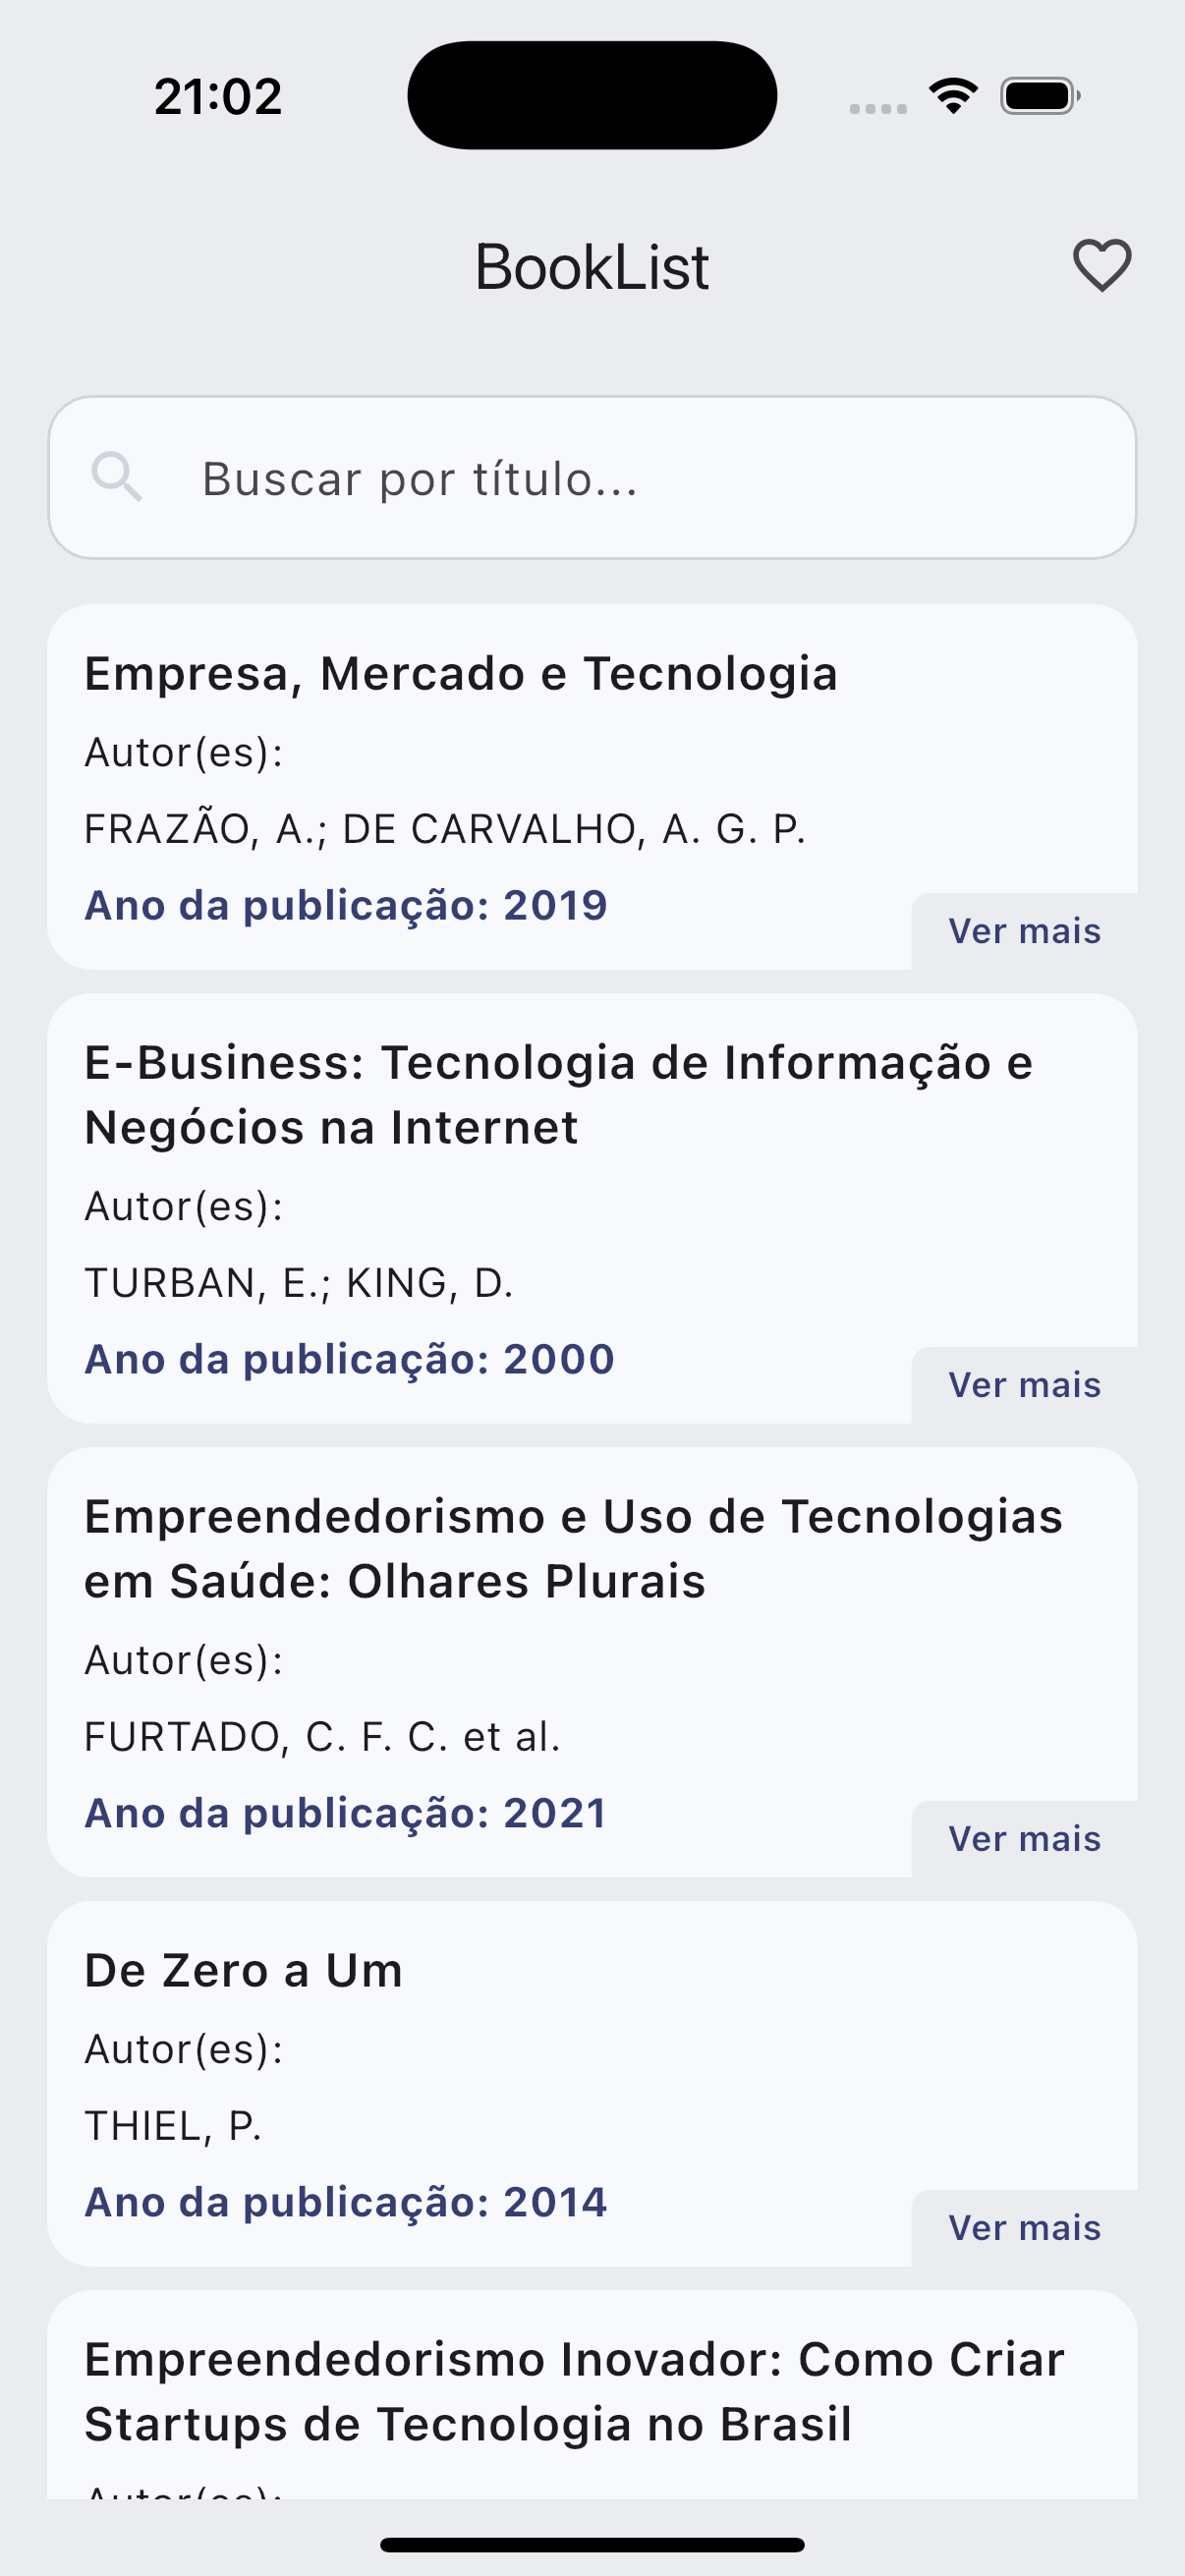 21:02
BookList
Buscar por título...
Empresa, Mercado e Tecnologia
Autor(es):
FRAZÃO, A.; DE CARVALHO, A. G. P.
Ano da publicação: 2019
Ver mais
E-Business: Tecnologia de Informação e
Negócios na Internet
Autor(es):
TURBAN, E.; KING, D.
Ano da publicação: 2000
Ver mais
Empreendedorismo e Uso de Tecnologias
em Saúde: Olhares Plurais
Autor(es):
FURTADO, C. F. C. et al.
Ano da publicação: 2021
Ver mais
De Zero a Um
Autor(es):
THIEL, P.
Ano da publicação: 2014
Ver mais
Empreendedorismo Inovador: Como Criar
Startups de Tecnologia no Brasil
Autor(es):